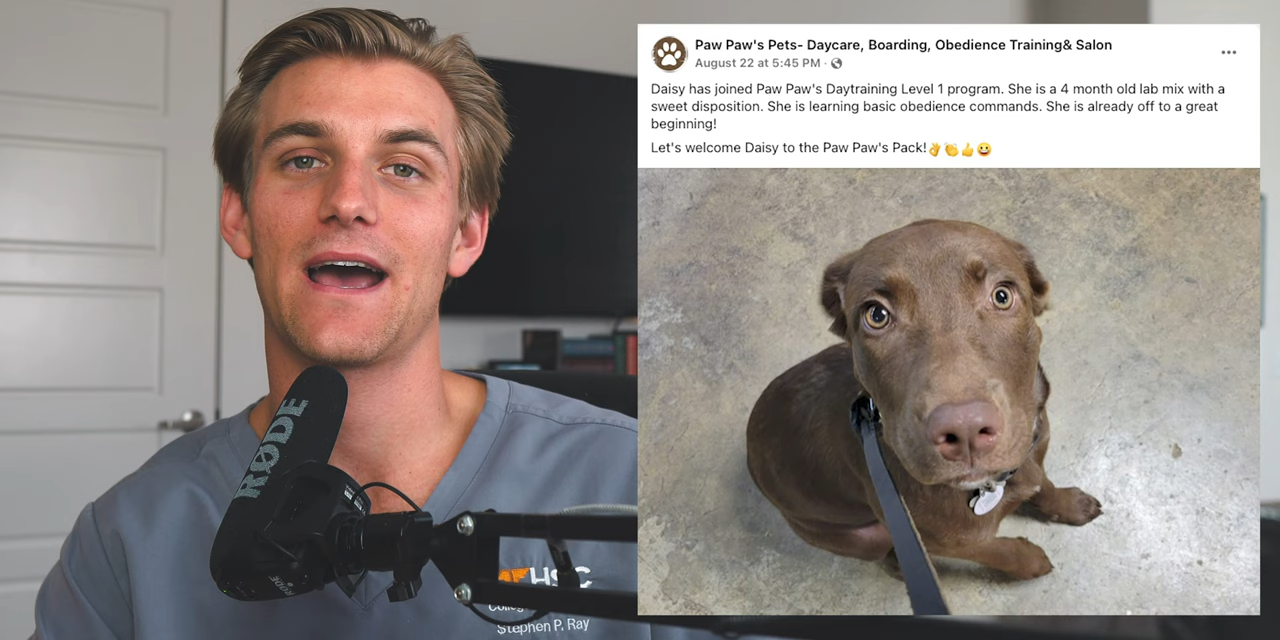 RØDE
RØDE
HSC
Stephen P. Ray
Paw Paw's Pets- Daycare, Boarding, Obedience Training& Salon
August 22 at 5:45 PM ·
Daisy has joined Paw Paw's Daytraining Level 1 program. She is a 4 month old lab mix with a
sweet disposition. She is learning basic obedience commands. She is already off to a great
beginning!
Let's welcome Daisy to the Paw Paw's Pack!👌👏👍😀